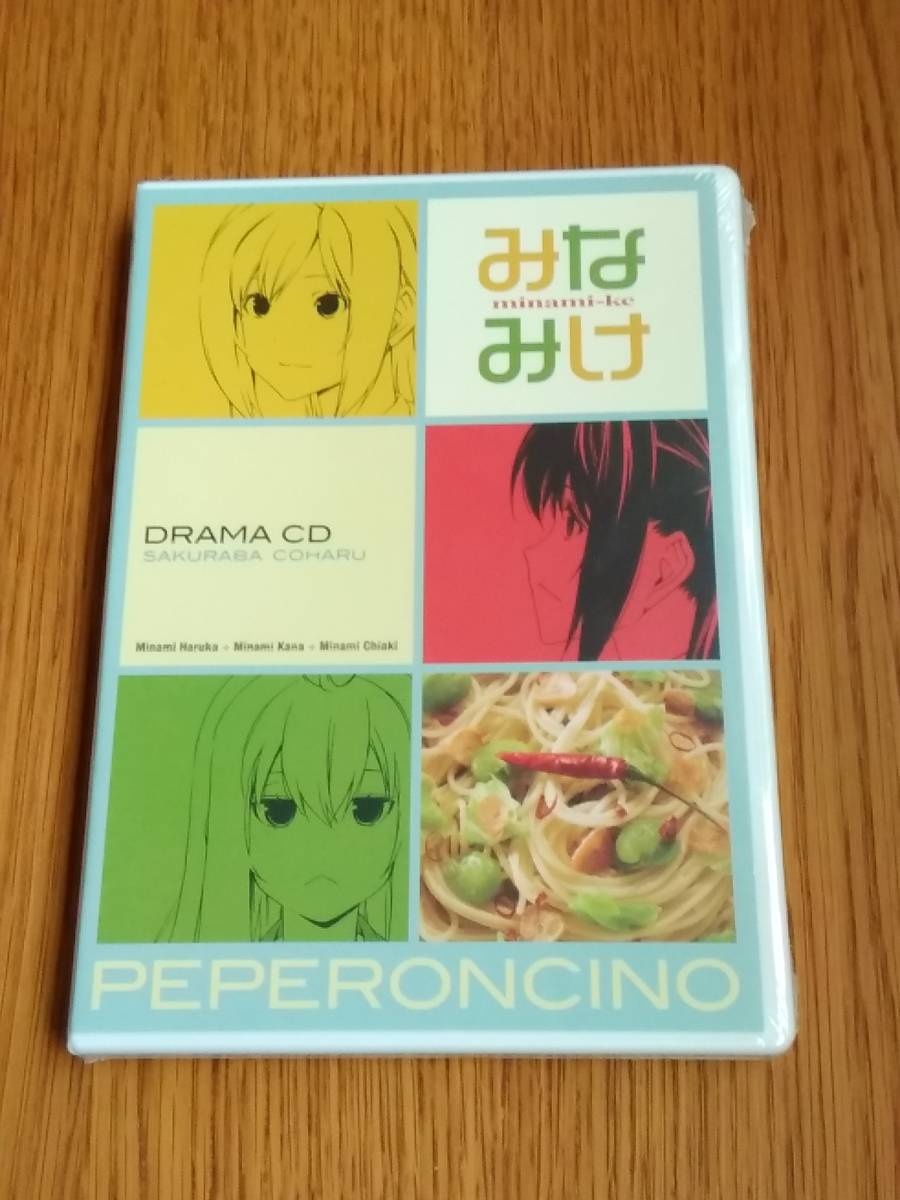 みな
minami-ke
みけ
DRAMA CD
SAKURABA COHARU
Minami Haruka + Minami Kana + Minami Chiaki
PEPERONCINO